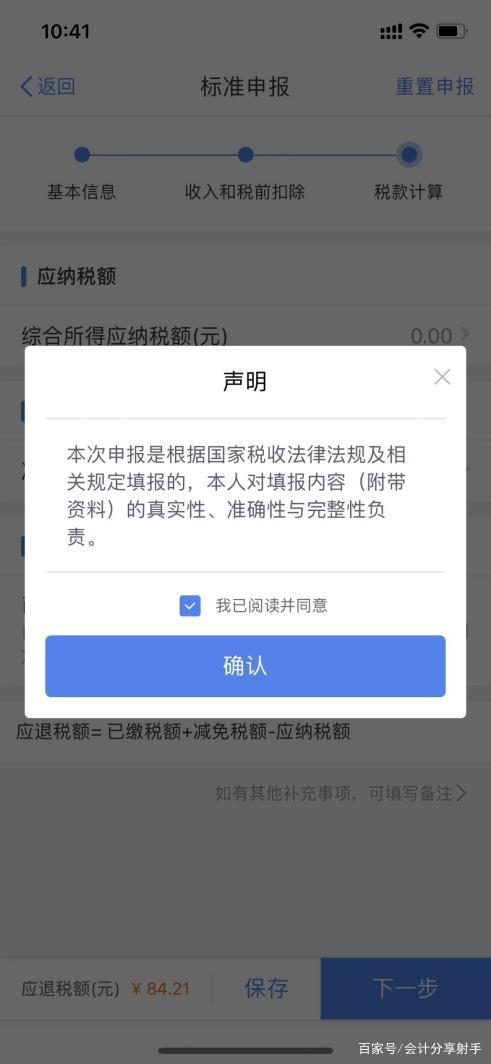 10:41
返回
标准申报
重置申报
基本信息
收入和税前扣除
税款计算
应纳税额
综合所得应纳税额(元)
0.00
声明
本次申报是根据国家税收法律法规及相
关规定填报的，本人对填报内容（附带
资料）的真实性、准确性与完整性负
责。
我已阅读并同意
确认
应退税额= 已缴税额+减免税额-应纳税额
如有其他补充事项，可填写备注
应退税额(元)
¥ 84.21
保存
下一步
百家号/会计分享射手